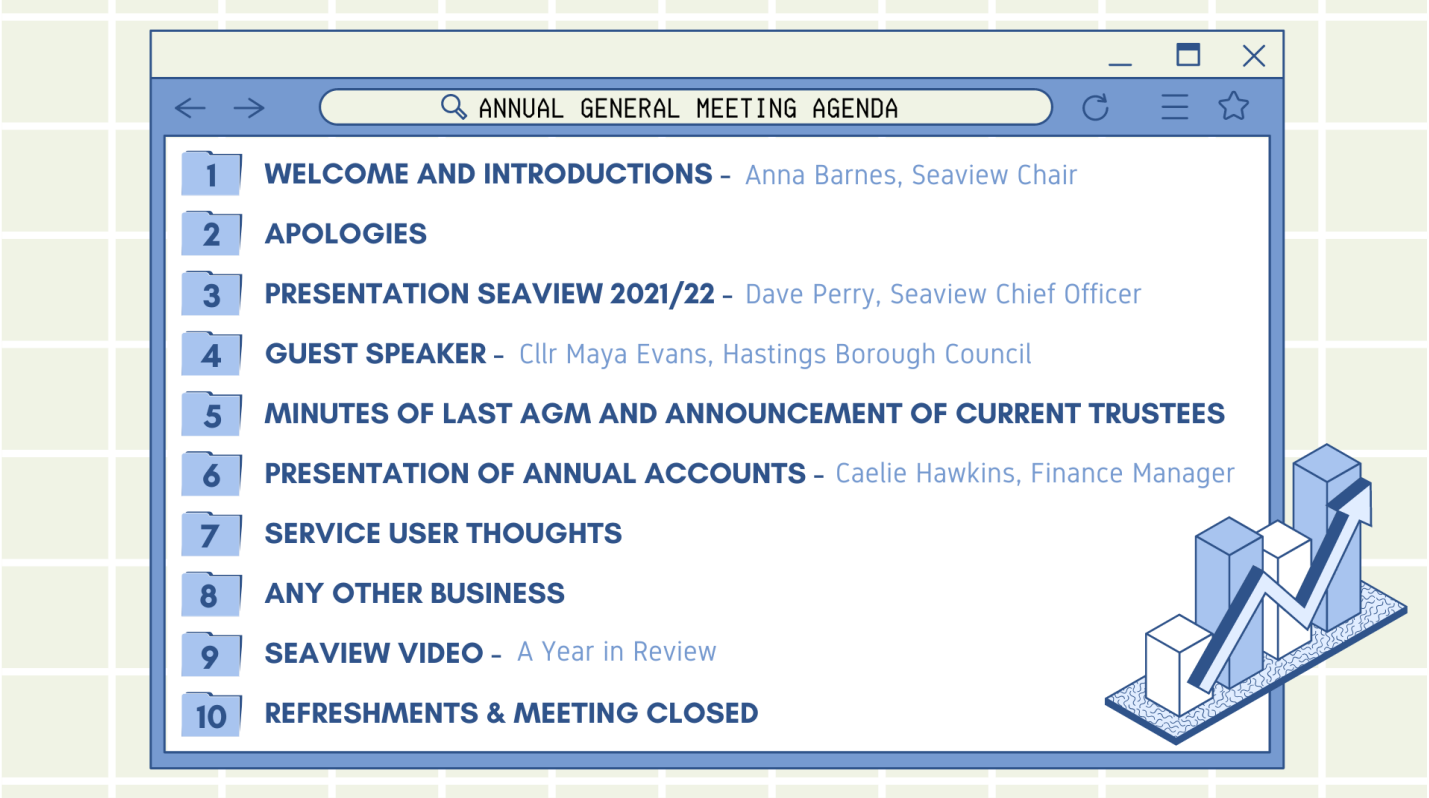 ANNUAL GENERAL MEETING AGENDA
1 WELCOME AND INTRODUCTIONS - Anna Barnes, Seaview Chair
2 APOLOGIES
3 PRESENTATION SEAVIEW 2021/22 - Dave Perry, Seaview Chief Officer
4 GUEST SPEAKER - Cllr Maya Evans, Hastings Borough Council
5 MINUTES OF LAST AGM AND ANNOUNCEMENT OF CURRENT TRUSTEES
6 PRESENTATION OF ANNUAL ACCOUNTS - Caelie Hawkins, Finance Manager
7 SERVICE USER THOUGHTS
8 ANY OTHER BUSINESS
9 SEAVIEW VIDEO - A Year in Review
10 REFRESHMENTS & MEETING CLOSED